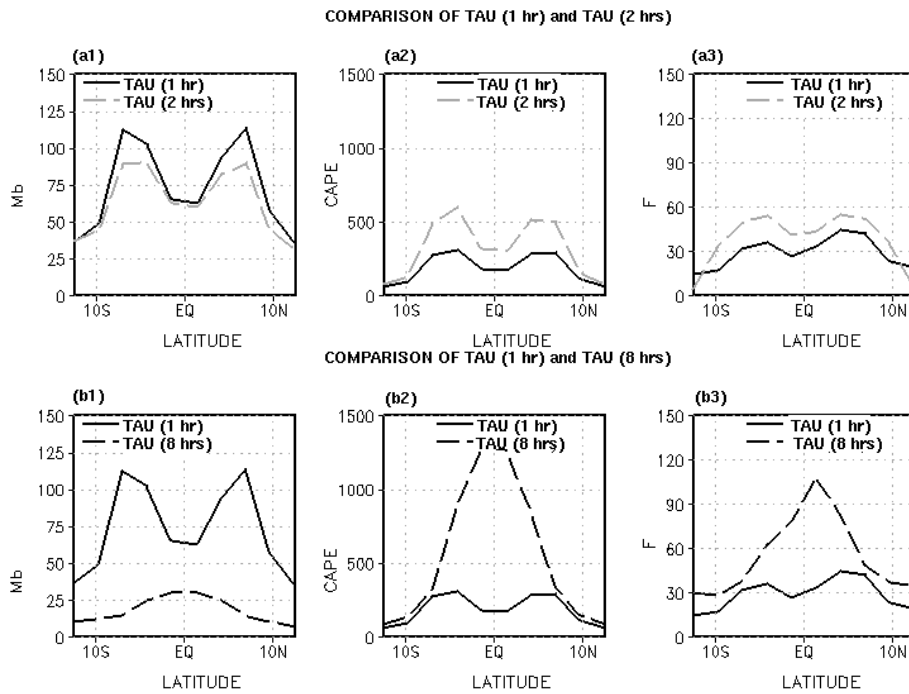 COMPARISON OF TAU (1 hr) and TAU (2 hrs)
(a1)
150
125
100
75
50
25
0
Mb
TAU (1 hr)
TAU (2 hrs)
10S EQ 10N
LATITUDE
(a2)
1500
1000
500
0
CAPE
TAU (1 hr)
TAU (2 hrs)
10S EQ 10N
LATITUDE
(a3)
150
120
90
60
30
0
F
TAU (1 hr)
TAU (2 hrs)
10S EQ 10N
LATITUDE
COMPARISON OF TAU (1 hr) and TAU (8 hrs)
(b1)
150
125
100
75
50
25
0
Mb
TAU (1 hr)
TAU (8 hrs)
10S EQ 10N
LATITUDE
(b2)
1500
1000
500
0
CAPE
TAU (1 hr)
TAU (8 hrs)
10S EQ 10N
LATITUDE
(b3)
150
120
90
60
30
0
F
TAU (1 hr)
TAU (8 hrs)
10S EQ 10N
LATITUDE